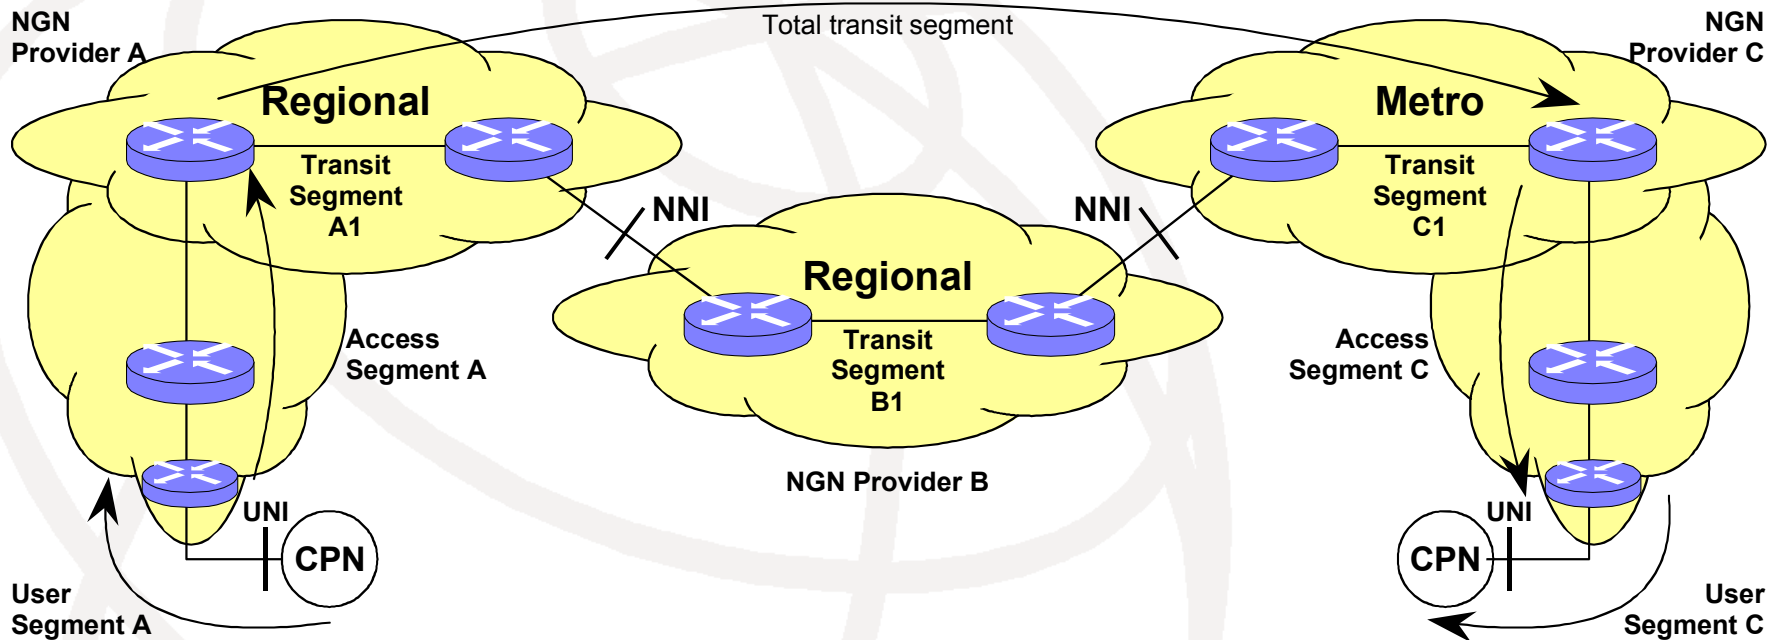 NGN
Provider A
Total transit segment
NGN
Provider C
Regional
Metro
Transit
Segment
A1
Transit
Segment
C1
NNI
NNI
Regional
Transit
Segment
B1
Access
Segment A
Access
Segment C
NGN Provider B
UNI
CPN
UNI
CPN
User
Segment A
User
Segment C